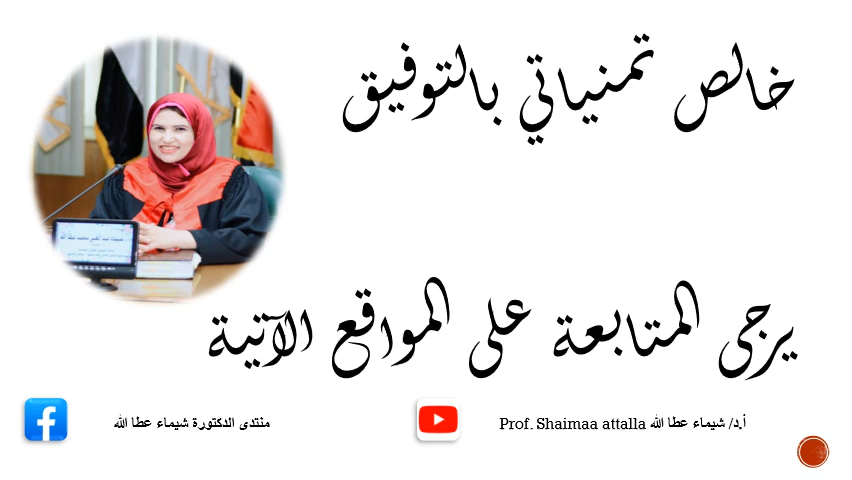 خالص تمنياتي بالتوفيق
يرجى المتابعة على المواقع الآتية
أ.د/ شيماء عطا الله Prof. Shaimaa attalla
منتدى الدكتورة شيماء عطا الله